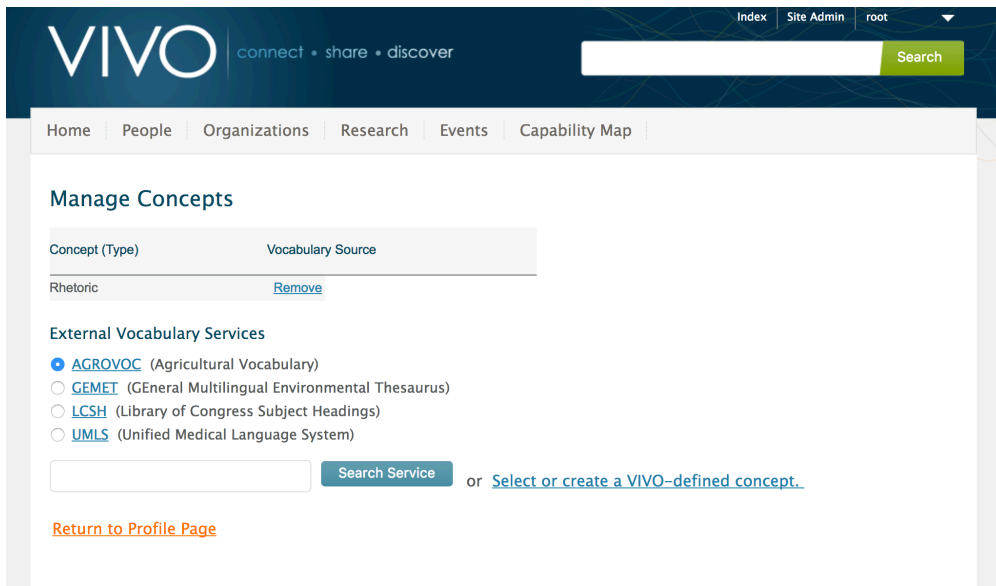 Index Site Admin root
VIVO connect • share • discover
Search
Home People Organizations Research Events Capability Map
Manage Concepts
Concept (Type) Vocabulary Source
Rhetoric Remove
External Vocabulary Services
AGROVOC (Agricultural Vocabulary)
GEMET (GEneral Multilingual Environmental Thesaurus)
LCSH (Library of Congress Subject Headings)
UMLS (Unified Medical Language System)
Search Service or Select or create a VIVO-defined concept.
Return to Profile Page